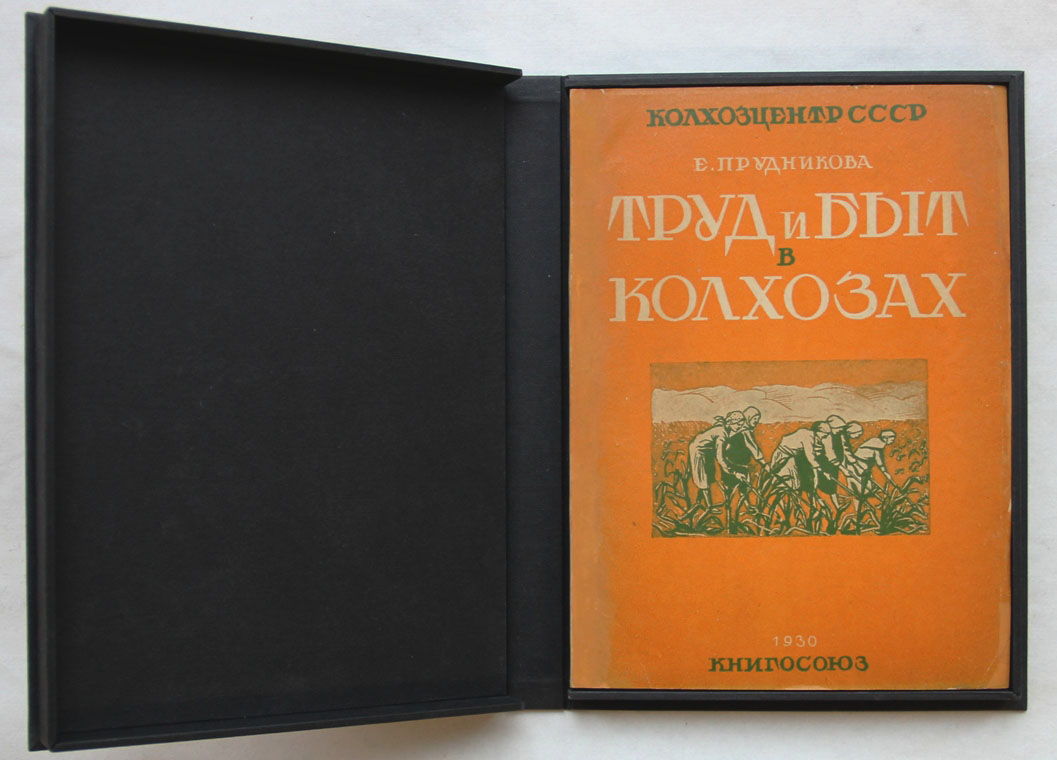 КОЛХОЗЦЕНТР СССР
Е. ПРУДНИКОВА
ТРУД и БЫТ
В
КОЛХОЗАХ
1930
КНИГОСОЮЗ